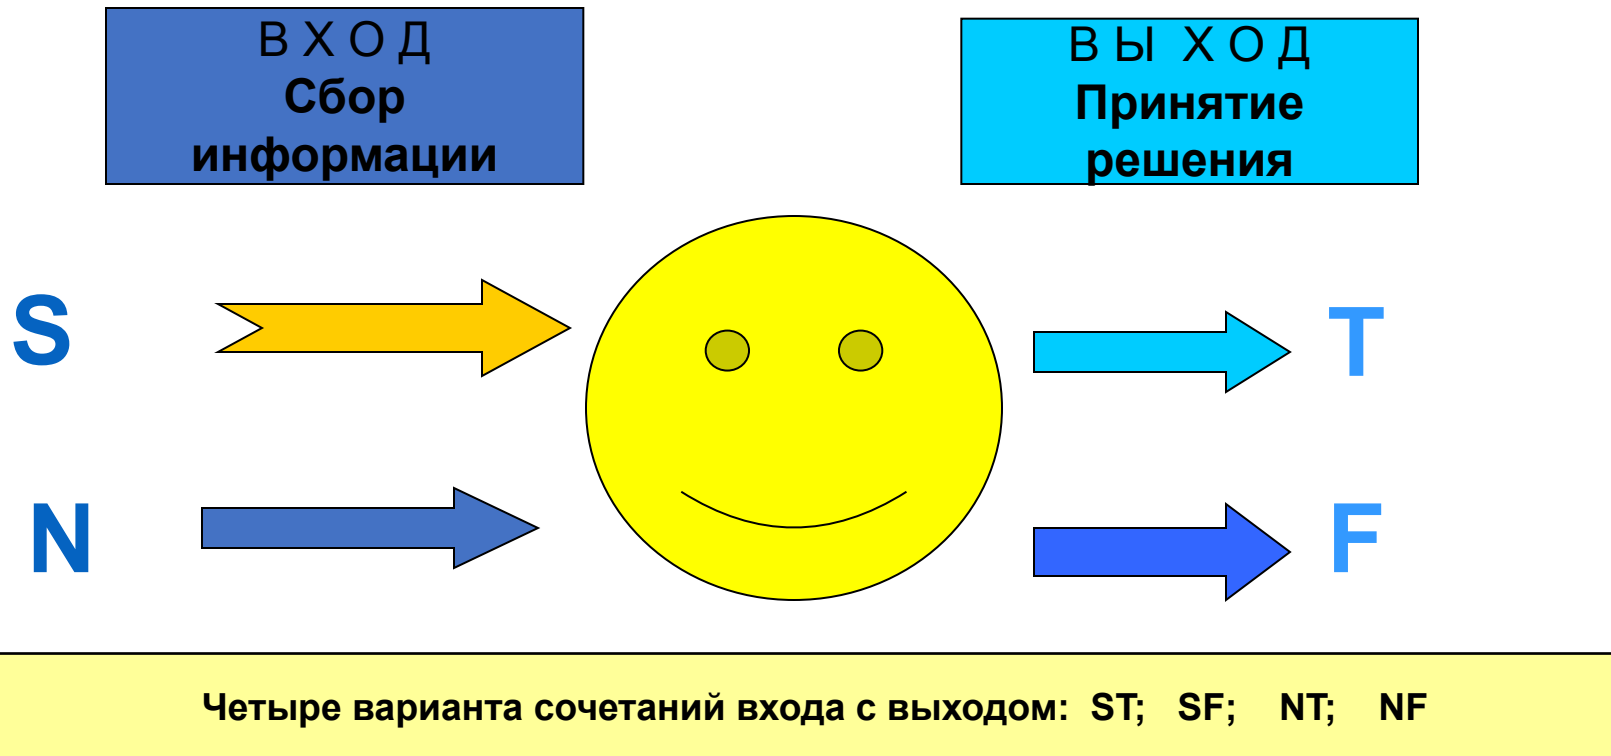 В Х О Д
Сбор
информации
В Ы Х О Д
Принятие
решения
S
T
N
F
Четыре варианта сочетаний входа с выходом: ST; SF; NT; NF